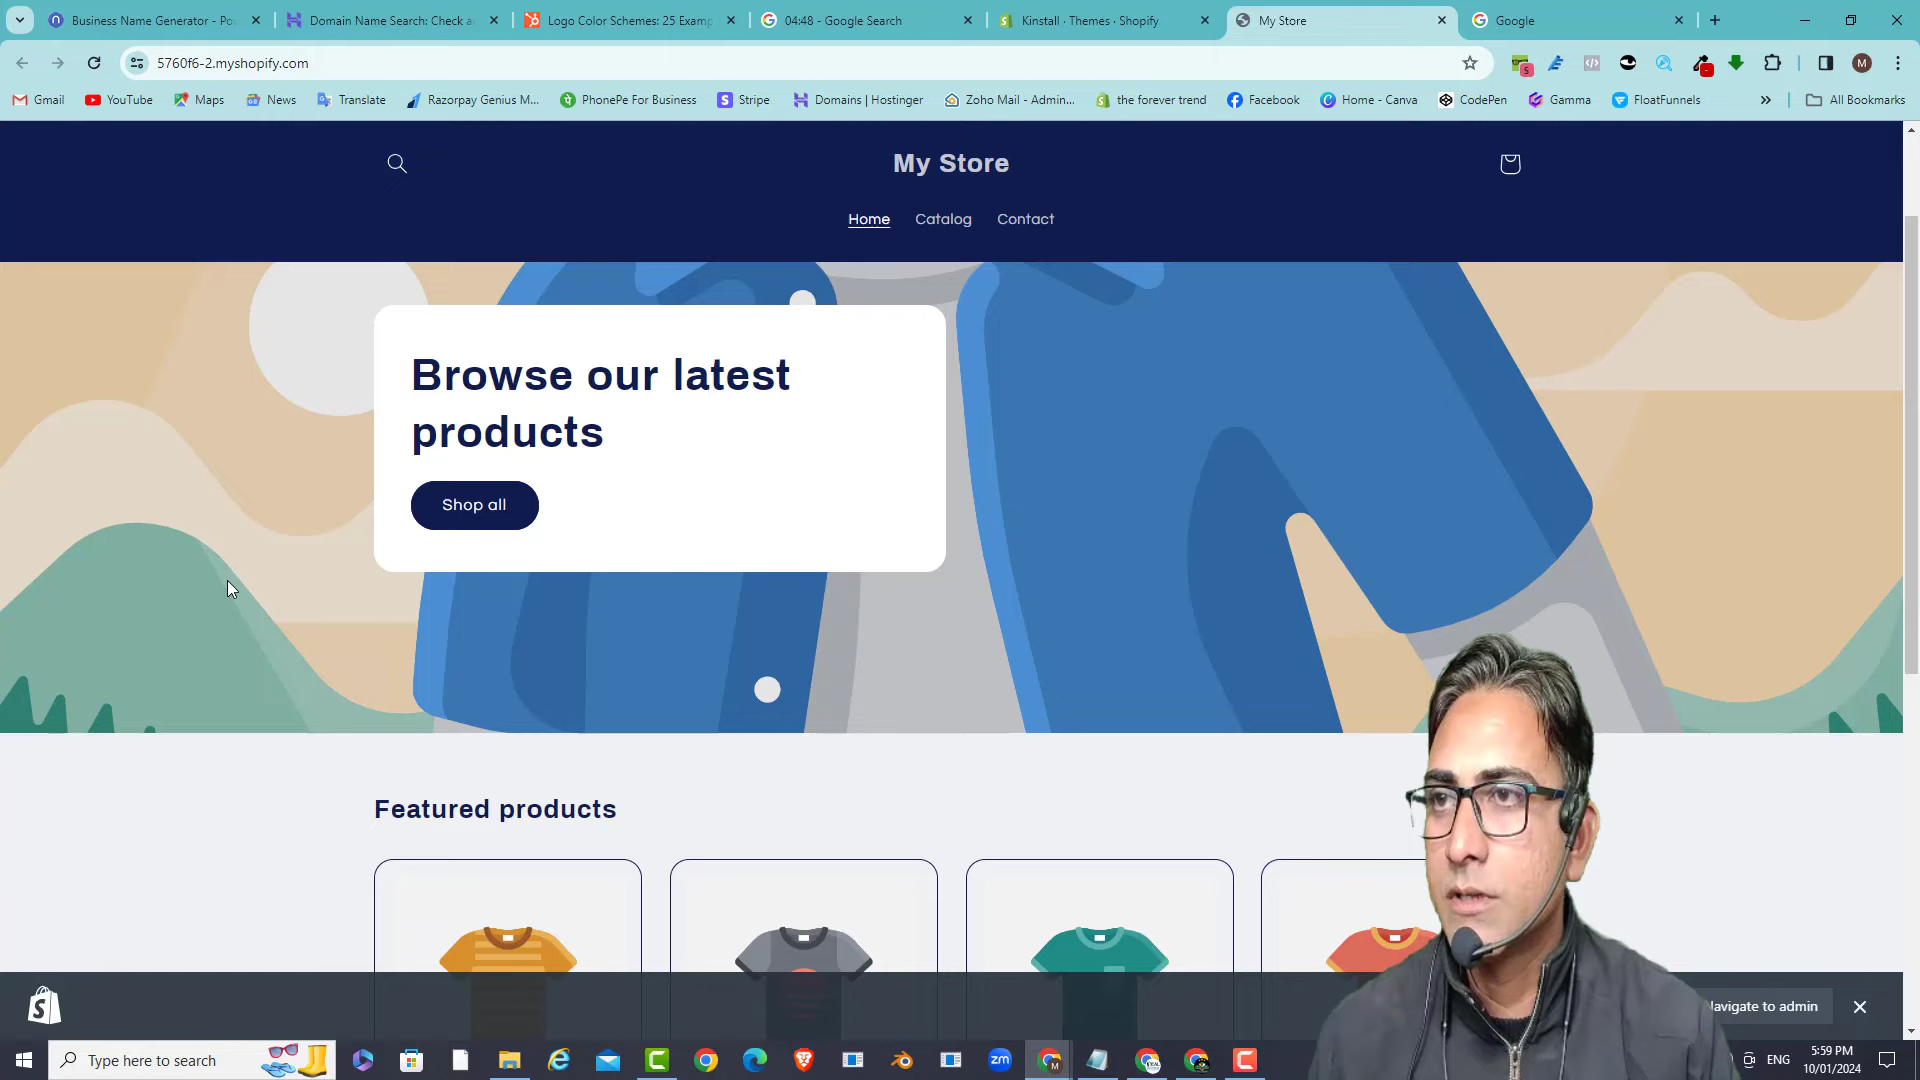 Business Name Generator - Po
Domain Name Search: Check a
Logo Color Schemes: 25 Examp
04:48 - Google Search
Kinstall · Themes · Shopify
My Store
Google
5760f6-2.myshopify.com
5
M
Gmail
YouTube
Maps
News
Translate
Razorpay Genius M...
PhonePe For Business
Stripe
Domains | Hostinger
Zoho Mail - Admin...
the forever trend
Facebook
Home - Canva
CodePen
Gamma
FloatFunnels
»
All Bookmarks
My Store
Home
Catalog
Contact
Browse our latest
products
Shop all
Featured products
Navigate to admin
Type here to search
zm
M
ENG
5:59 PM
10/01/2024